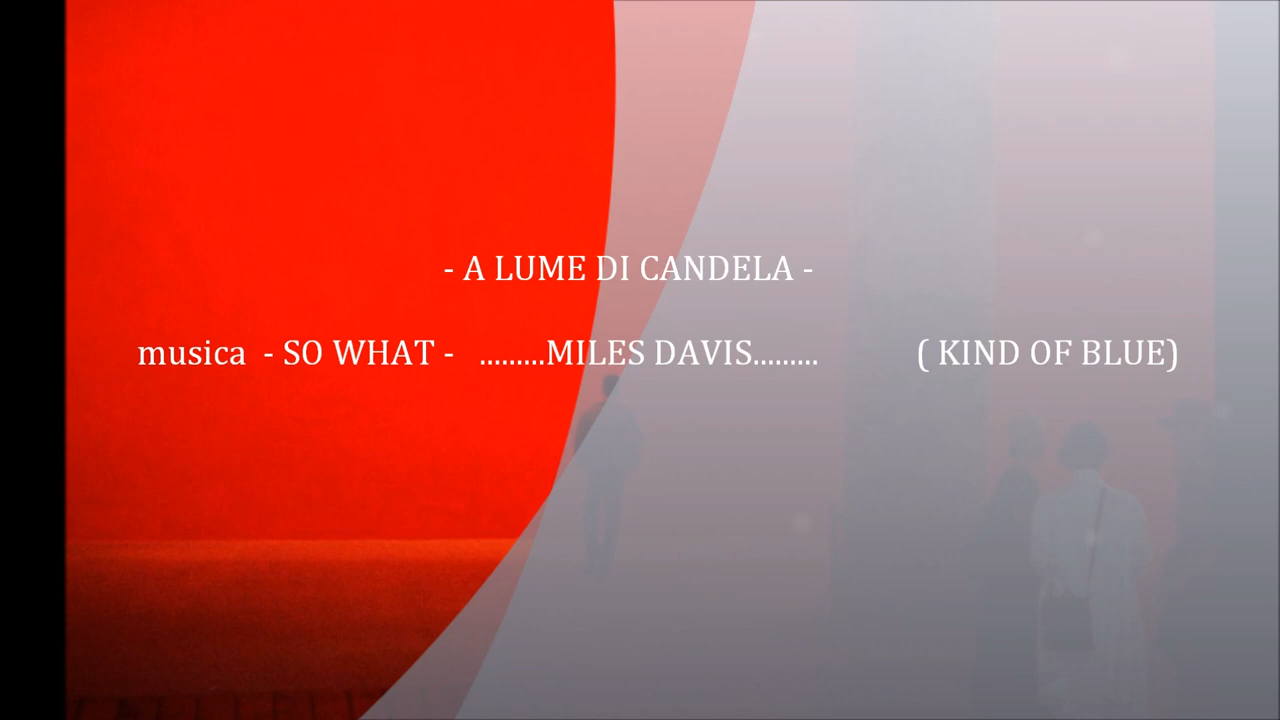 - A LUME DI CANDELA -
musica - SO WHAT - .........MILES DAVIS......... ( KIND OF BLUE)